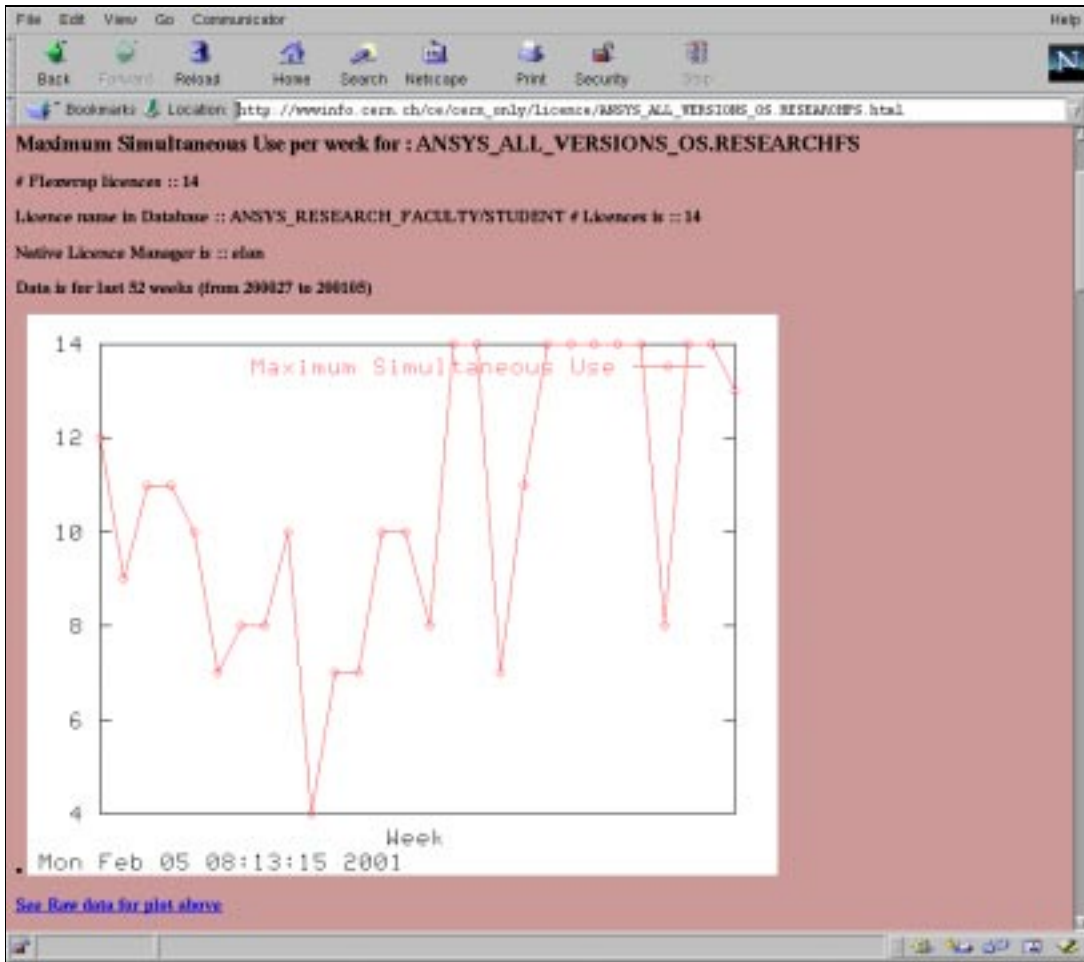 File Edit View Go Communicator Help
Back Forward Reload Home Search Netscape Print Security Stop
Bookmarks Location: http://wwwinfo.cern.ch/ce/cern_only/licence/ANSYS_ALL_VERSIONS_OS.RESEARCHFS.html
Maximum Simultaneous Use per week for : ANSYS_ALL_VERSIONS_OS.RESEARCHFS
# Flexwrap licences :: 14
Licence name in Database :: ANSYS_RESEARCH_FACULTY/STUDENT # Licences is :: 14
Native Licence Manager is :: elan
Data is for last 52 weeks (from 200027 to 200105)
14
Maximum Simultaneous Use
12
10
8
6
4
Week
Mon Feb 05 08:13:15 2001
See Raw data for plot above